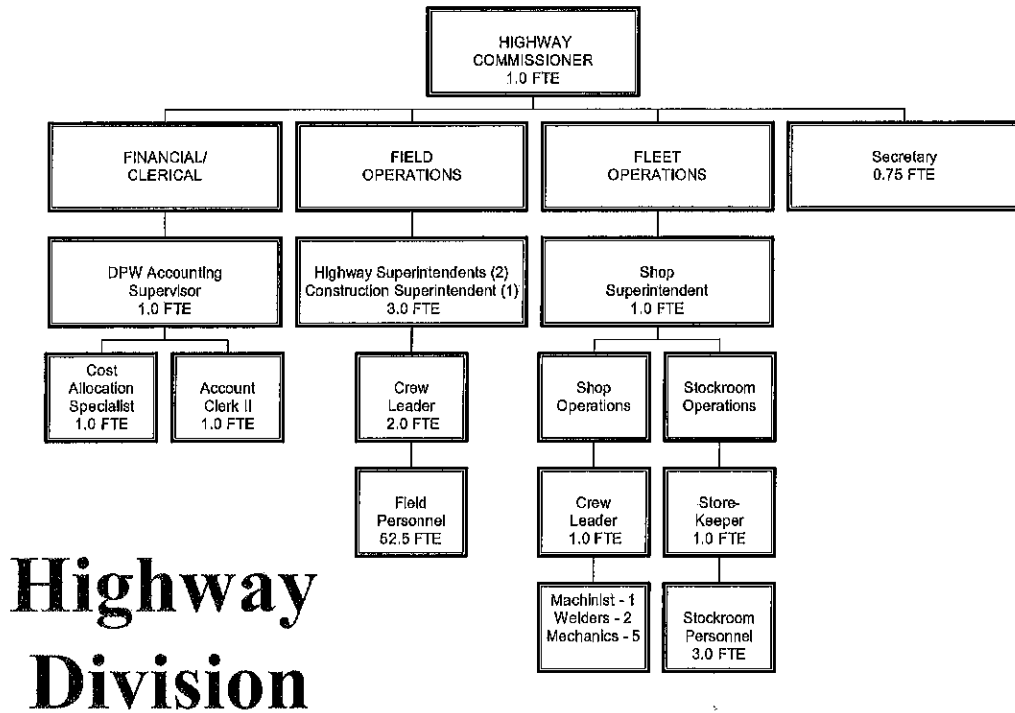 HIGHWAY
COMMISSIONER
1.0 FTE
FINANCIAL/
CLERICAL
FIELD
OPERATIONS
FLEET
OPERATIONS
Secretary
0.75 FTE
DPW Accounting
Supervisor
1.0 FTE
Highway Superintendents (2)
Construction Superintendent (1)
3.0 FTE
Shop
Superintendent
1.0 FTE
Cost
Allocation
Specialist
1.0 FTE
Account
Clerk II
1.0 FTE
Crew
Leader
2.0 FTE
Shop
Operations
Stockroom
Operations
Field
Personnel
52.5 FTE
Crew
Leader
1.0 FTE
Store-
Keeper
1.0 FTE
Machinist - 1
Welders - 2
Mechanics - 5
Stockroom
Personnel
3.0 FTE
Highway
Division